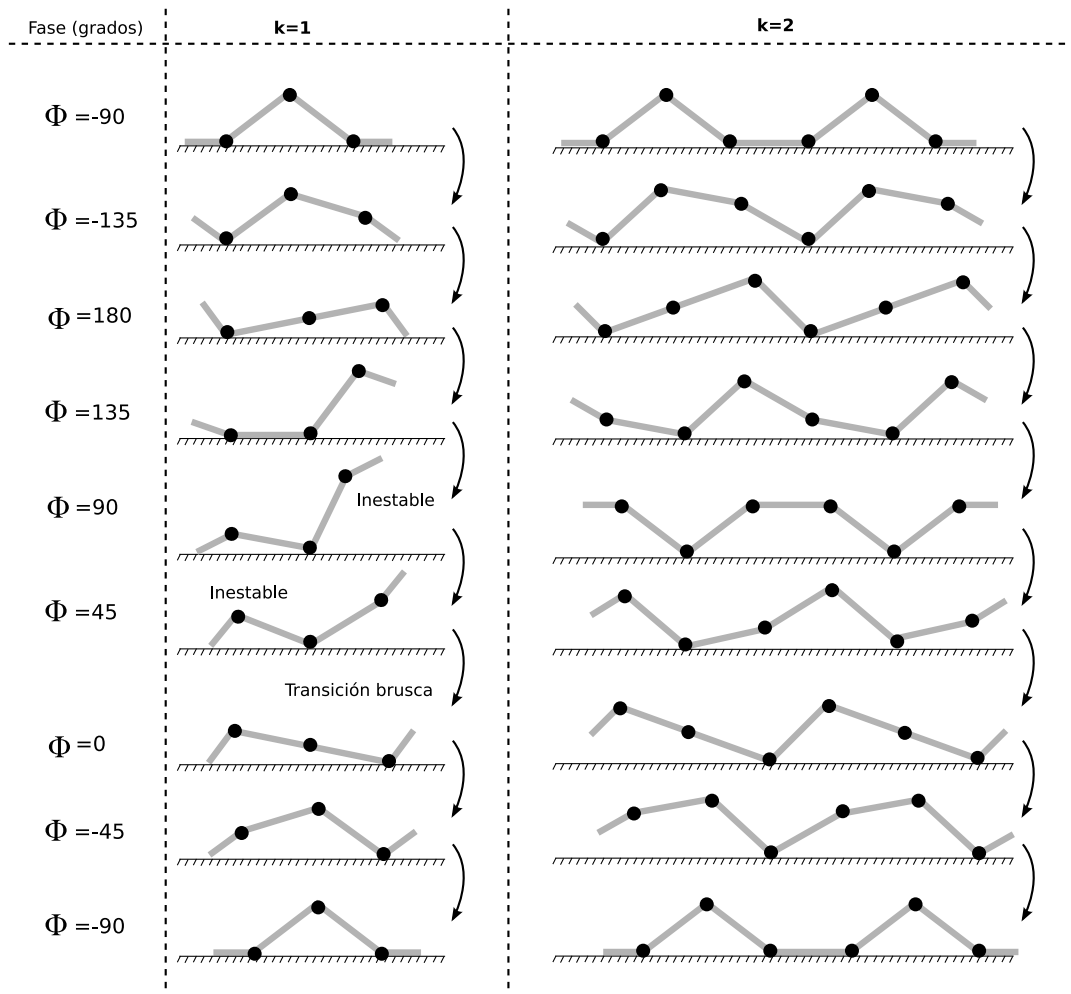 Fase (grados) k=1 k=2
Φ =-90
Φ =-135
Φ =180
Φ =135
Φ =90
Inestable
Inestable
Φ =45
Transición brusca
Φ =0
Φ =-45
Φ =-90